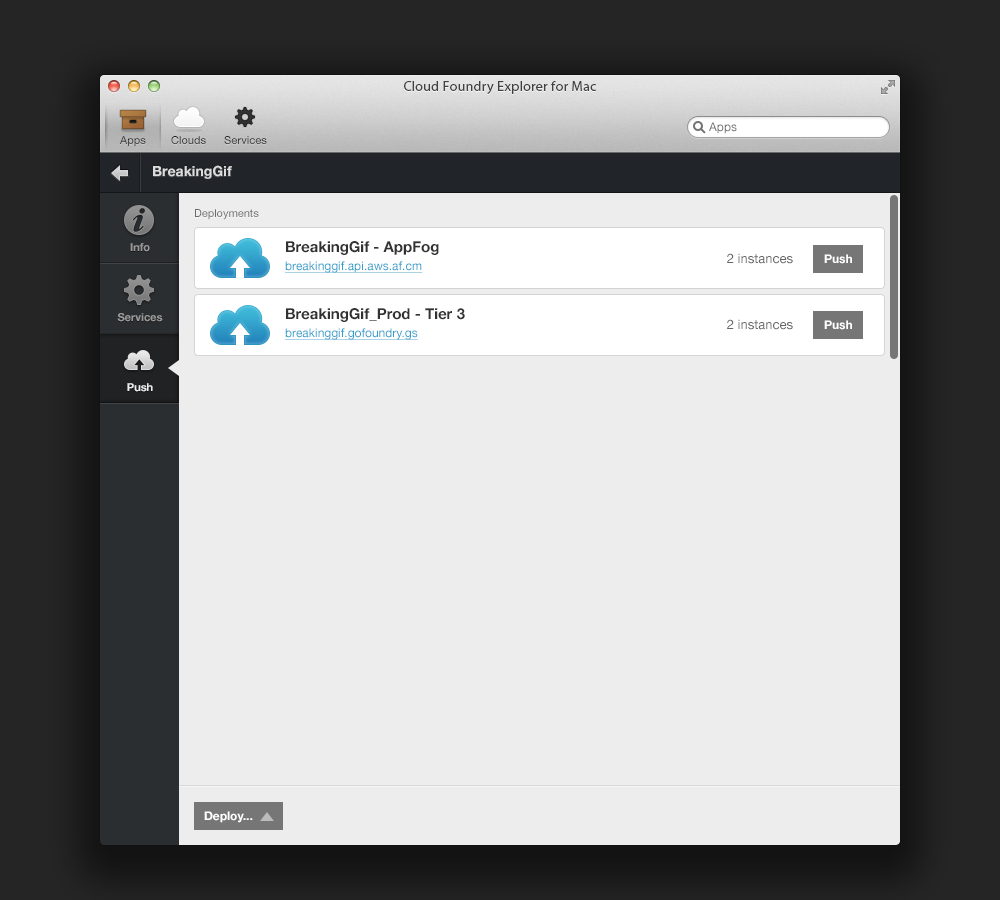 Cloud Foundry Explorer for Mac
Apps
Clouds
Services
Apps
BreakingGif
Info
Services
Push
Deployments
BreakingGif - AppFog
breakinggif.api.aws.af.cm
2 instances
Push
BreakingGif_Prod - Tier 3
breakinggif.gofoundry.gs
2 instances
Push
Deploy...